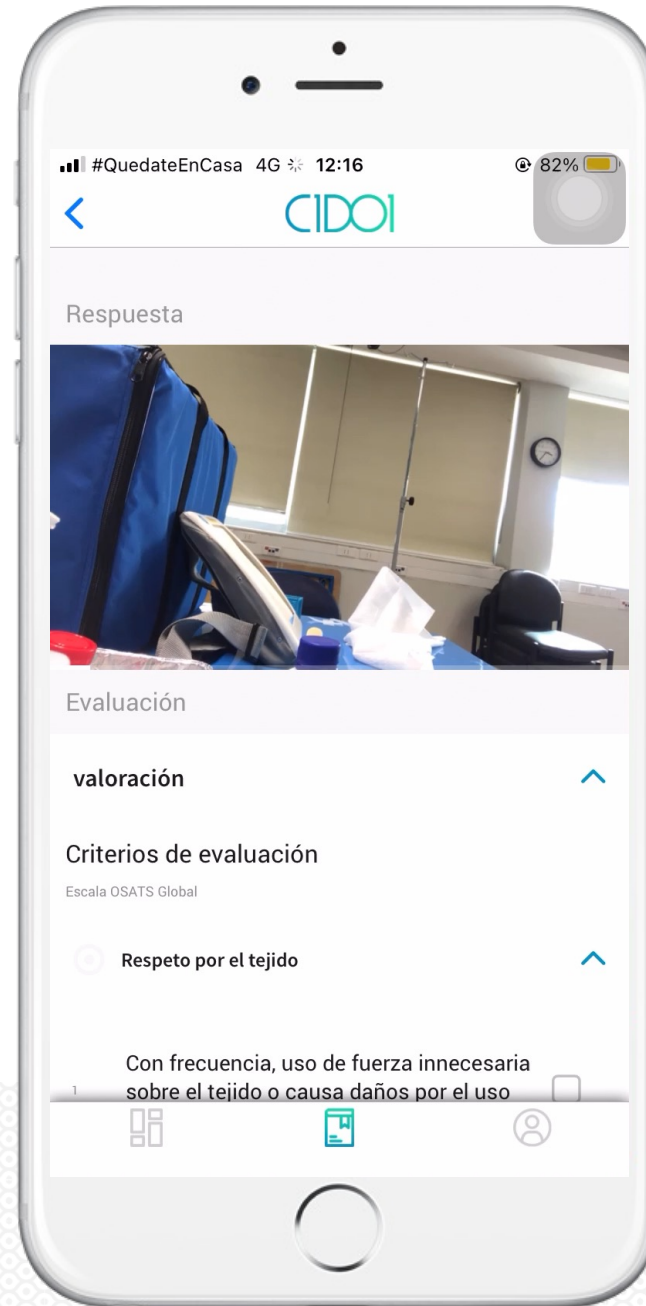 #QuedateEnCasa 4G 12:16 82%
C1DO1
Respuesta
Evaluación
valoración
Criterios de evaluación
Escala OSATS Global
Respeto por el tejido
Con frecuencia, uso de fuerza innecesaria
1 sobre el tejido o causa daños por el uso